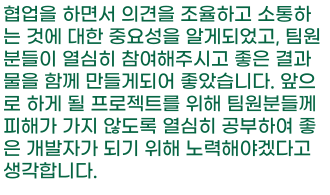 협업을 하면서 의견을 조율하고 소통하
는 것에 대한 중요성을 알게되었고, 팀원
분들이 열심히 참여해주시고 좋은 결과
물을 함께 만들게되어 좋았습니다. 앞으
로 하게 될 프로젝트를 위해 팀원분들께
피해가 가지 않도록 열심히 공부하여 좋
은 개발자가 되기 위해 노력해야겠다고
생각합니다.